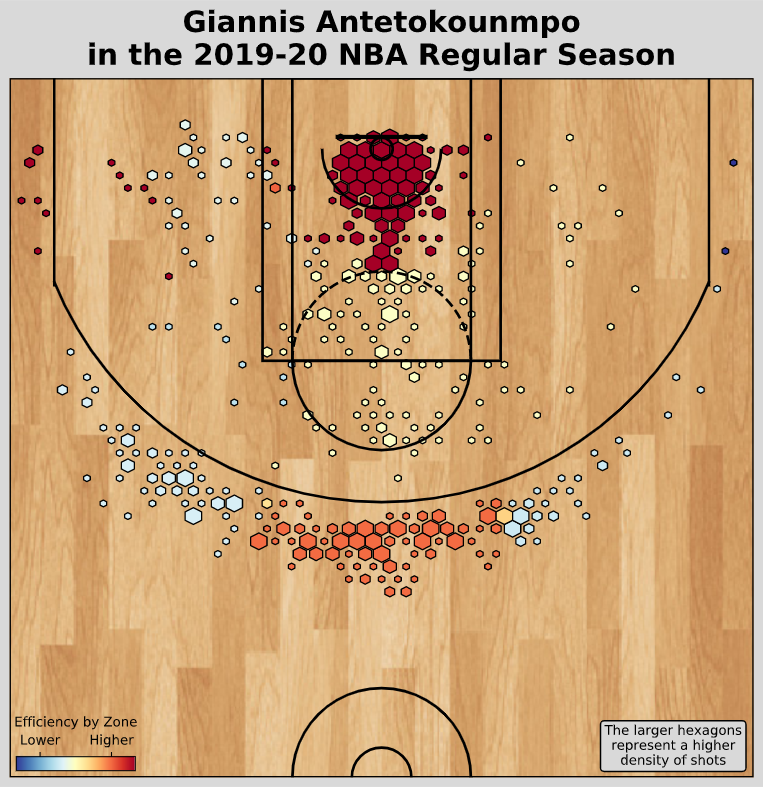 Giannis Antetokounmpo
in the 2019-20 NBA Regular Season
Efficiency by Zone
Lower Higher
The larger hexagons
represent a higher
density of shots